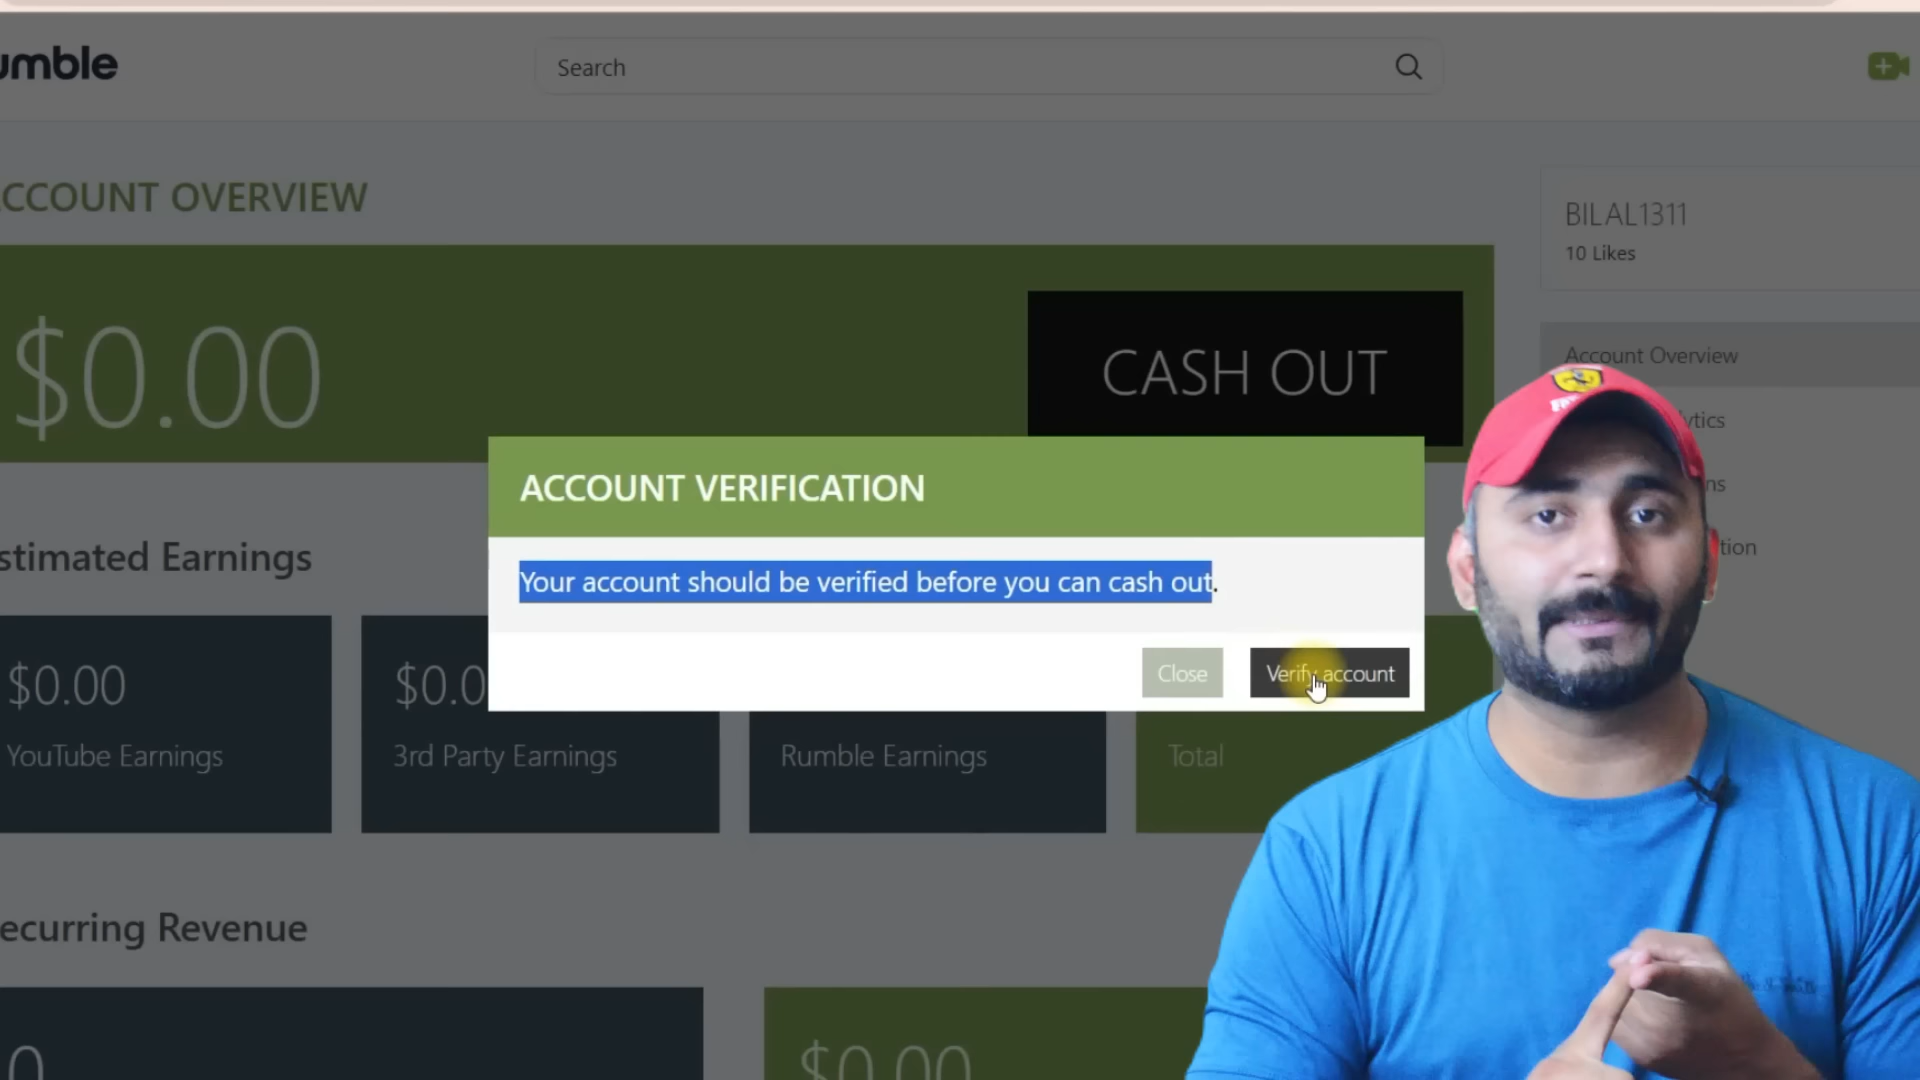 umble
Search
CCOUNT OVERVIEW
BILAL1311
10 Likes
$0.00
CASH OUT
Account Overview
ytics
ns
tion
ACCOUNT VERIFICATION
Your account should be verified before you can cash out.
Close
Verify account
stimated Earnings
$0.00
YouTube Earnings
$0.0
3rd Party Earnings
Rumble Earnings
Total
ecurring Revenue
0
$0.00